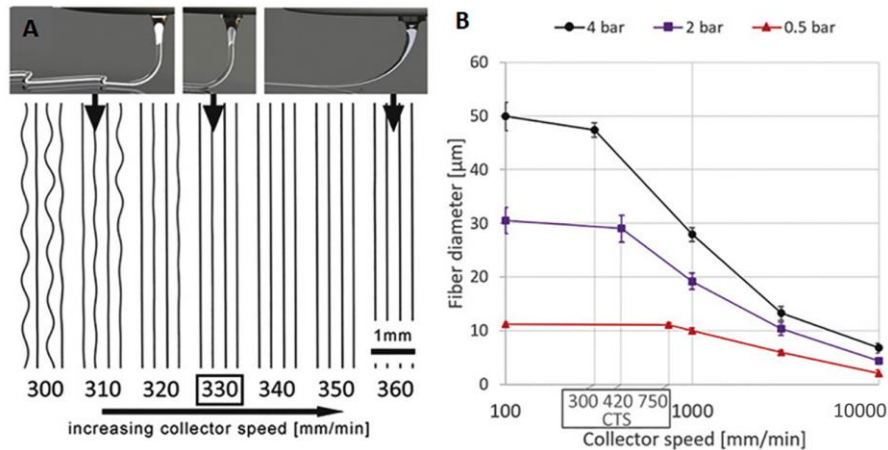 A
1mm
300 310 320 330 340 350 360
increasing collector speed [mm/min]
B
4 bar 2 bar 0.5 bar
Fiber diameter [µm]
60
50
40
30
20
10
0
300 420 750
CTS
100 1000 10000
Collector speed [mm/min]